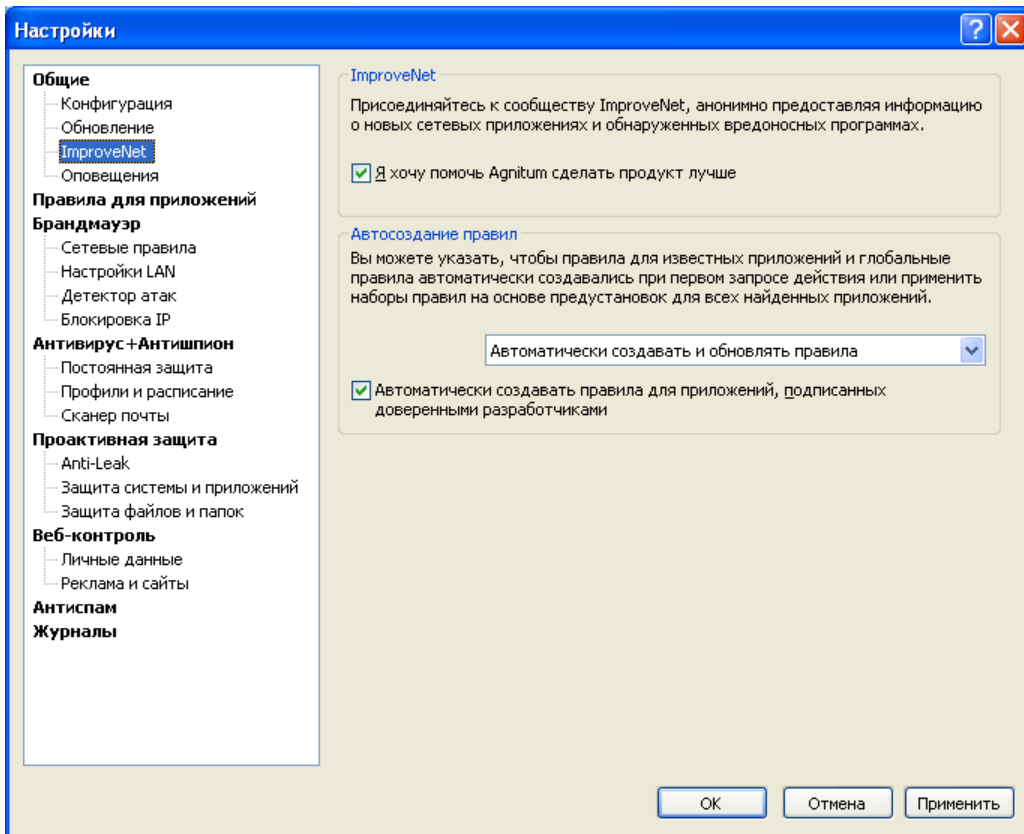 Настройки
Общие
Конфигурация
Обновление
ImproveNet
Оповещения
Правила для приложений
Брандмауэр
Сетевые правила
Настройки LAN
Детектор атак
Блокировка IP
Антивирус+Антишпион
Постоянная защита
Профили и расписание
Сканер почты
Проактивная защита
Anti-Leak
Защита системы и приложений
Защита файлов и папок
Веб-контроль
Личные данные
Реклама и сайты
Антиспам
Журналы
ImproveNet
Присоединяйтесь к сообществу ImproveNet, анонимно предоставляя информацию
о новых сетевых приложениях и обнаруженных вредоносных программах.
Я хочу помочь Agnitum сделать продукт лучше
Автосоздание правил
Вы можете указать, чтобы правила для известных приложений и глобальные
правила автоматически создавались при первом запросе действия или применить
наборы правил на основе предустановок для всех найденных приложений.
Автоматически создавать и обновлять правила
Автоматически создавать правила для приложений, подписанных
доверенными разработчиками
ОК
Отмена
Применить